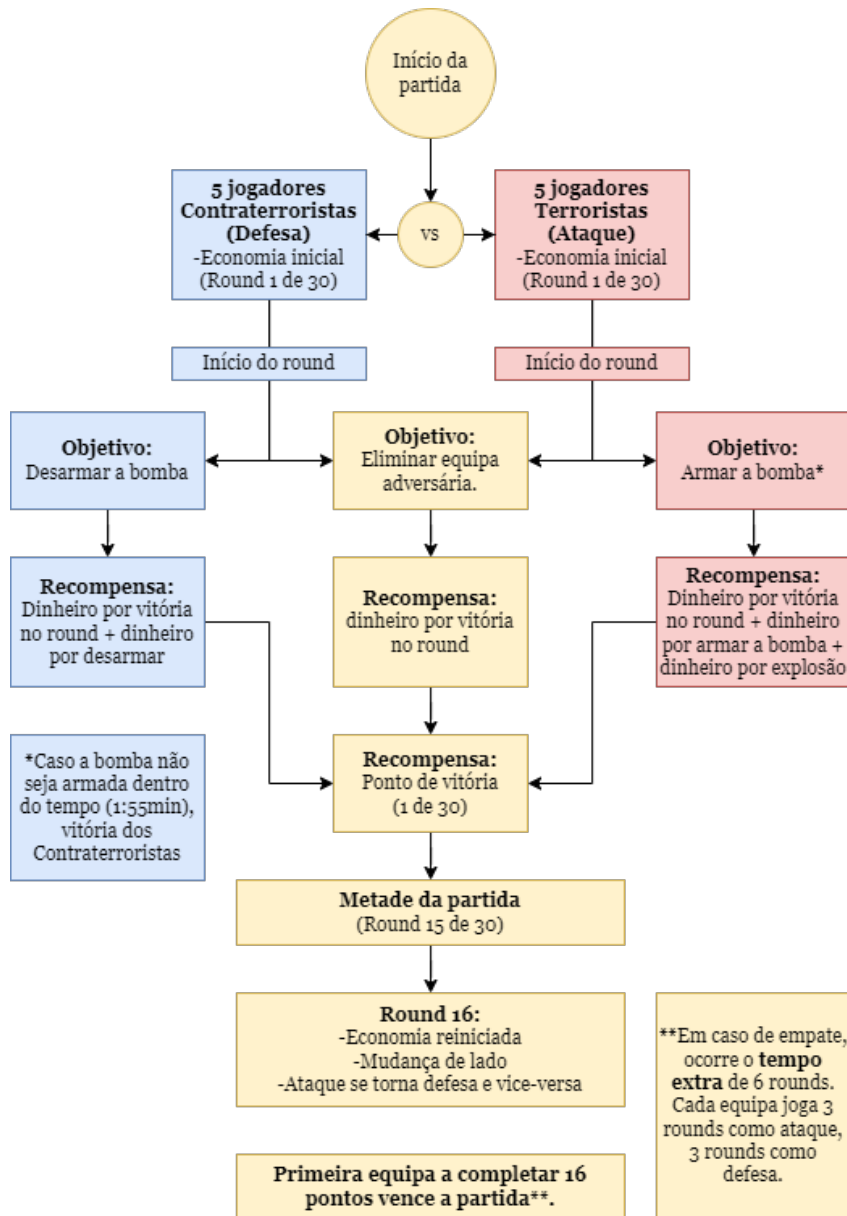 Início da
partida
5 jogadores
Contraterroristas
(Defesa)
-Economia inicial
(Round 1 de 30)
vs
5 jogadores
Terroristas
(Ataque)
-Economia inicial
(Round 1 de 30)
Início do round
Início do round
Objetivo:
Desarmar a bomba
Objetivo:
Eliminar equipa
adversária.
Objetivo:
Armar a bomba*
Recompensa:
Dinheiro por vitória
no round + dinheiro
por desarmar
Recompensa:
dinheiro por vitória
no round
Recompensa:
Dinheiro por vitória
no round + dinheiro
por armar a bomba +
dinheiro por explosão
*Caso a bomba não
seja armada dentro
do tempo (1:55min),
vitória dos
Contraterroristas
Recompensa:
Ponto de vitória
(1 de 30)
Metade da partida
(Round 15 de 30)
Round 16:
-Economia reiniciada
-Mudança de lado
-Ataque se torna defesa e vice-versa
**Em caso de empate,
ocorre o tempo
extra de 6 rounds.
Cada equipa joga 3
rounds como ataque,
3 rounds como
defesa.
Primeira equipa a completar 16
pontos vence a partida**.